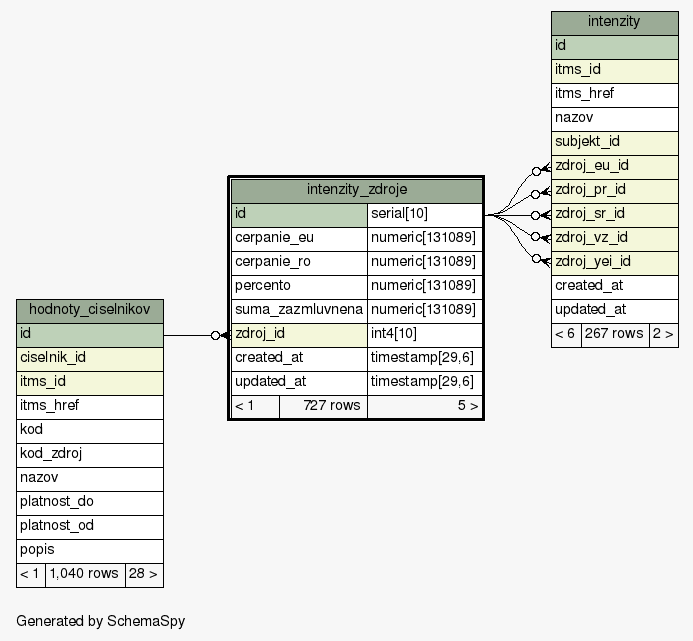 intenzity
id
itms_id
itms_href
nazov
subjekt_id
zdroj_eu_id
zdroj_pr_id
zdroj_sr_id
zdroj_vz_id
zdroj_yei_id
created_at
updated_at
< 6 267 rows 2 >
intenzity_zdroje
id serial[10]
cerpanie_eu numeric[131089]
cerpanie_ro numeric[131089]
percento numeric[131089]
suma_zazmluvnena numeric[131089]
zdroj_id int4[10]
created_at timestamp[29,6]
updated_at timestamp[29,6]
< 1 727 rows 5 >
hodnoty_ciselnikov
id
ciselnik_id
itms_id
itms_href
kod
kod_zdroj
nazov
platnost_do
platnost_od
popis
< 1 1,040 rows 28 >
Generated by SchemaSpy